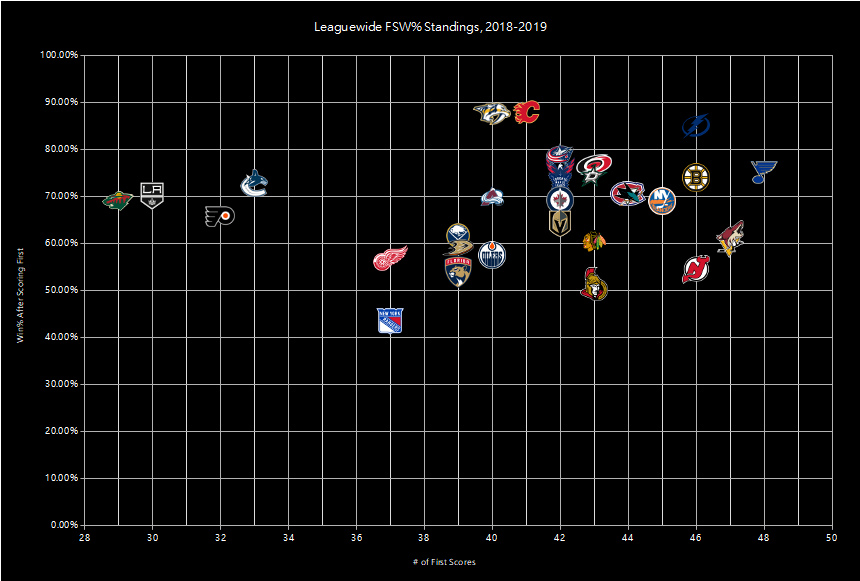 Leaguewide FSW% Standings, 2018-2019
100.00%
90.00%
80.00%
70.00%
60.00%
50.00%
40.00%
30.00%
20.00%
10.00%
0.00%
Win% After Scoring First
28 30 32 34 36 38 40 42 44 46 48 50
# of First Scores
LA
B
FLORIDA
NEW YORK
RANGERS
OILERS
NY